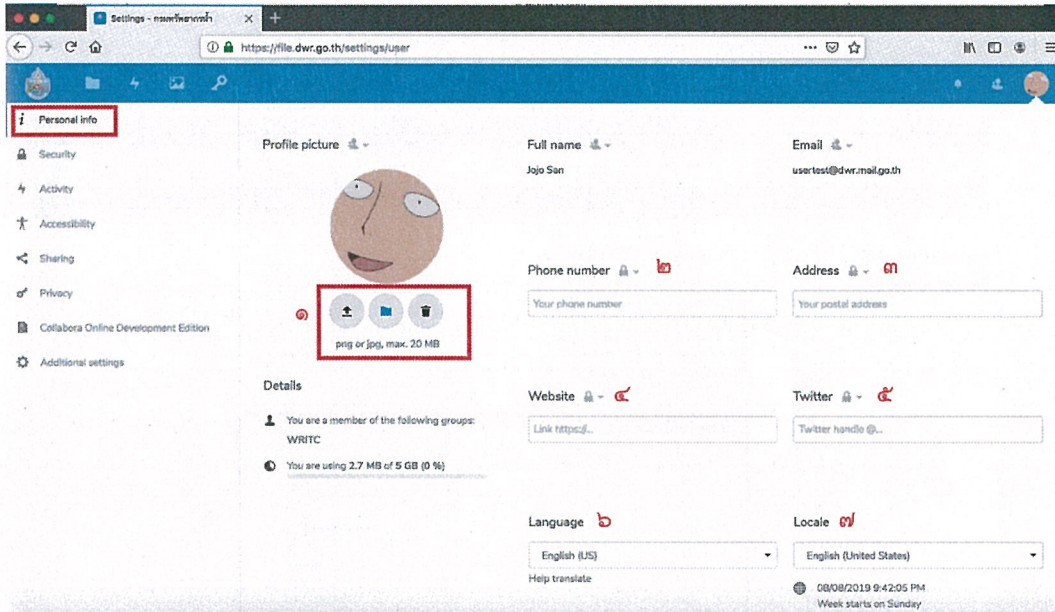 Settings - กรมทรัพยากรน้ำ
https://file.dwr.go.th/settings/user
Personal info
Security
Activity
Accessibility
Sharing
Privacy
Collabora Online Development Edition
Additional settings
Profile picture
๑
png or jpg, max. 20 MB
Details
You are a member of the following groups:
WRITC
You are using 2.7 MB of 5 GB (0 %)
Full name
Jojo San
Email
usertest@dwr.mail.go.th
Phone number ๒
Your phone number
Address ๓
Your postal address
Website ๔
Link https://...
Twitter ๕
Twitter handle @...
Language ๖
English (US)
Help translate
Locale ๗
English (United States)
08/08/2019 9:42:05 PM
Week starts on Sunday